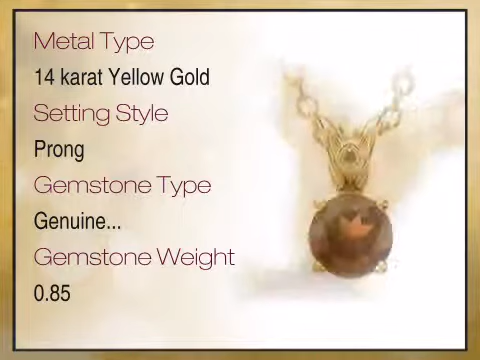 Metal Type
14 karat Yellow Gold
Setting Style
Prong
Gemstone Type
Genuine...
Gemstone Weight
0.85